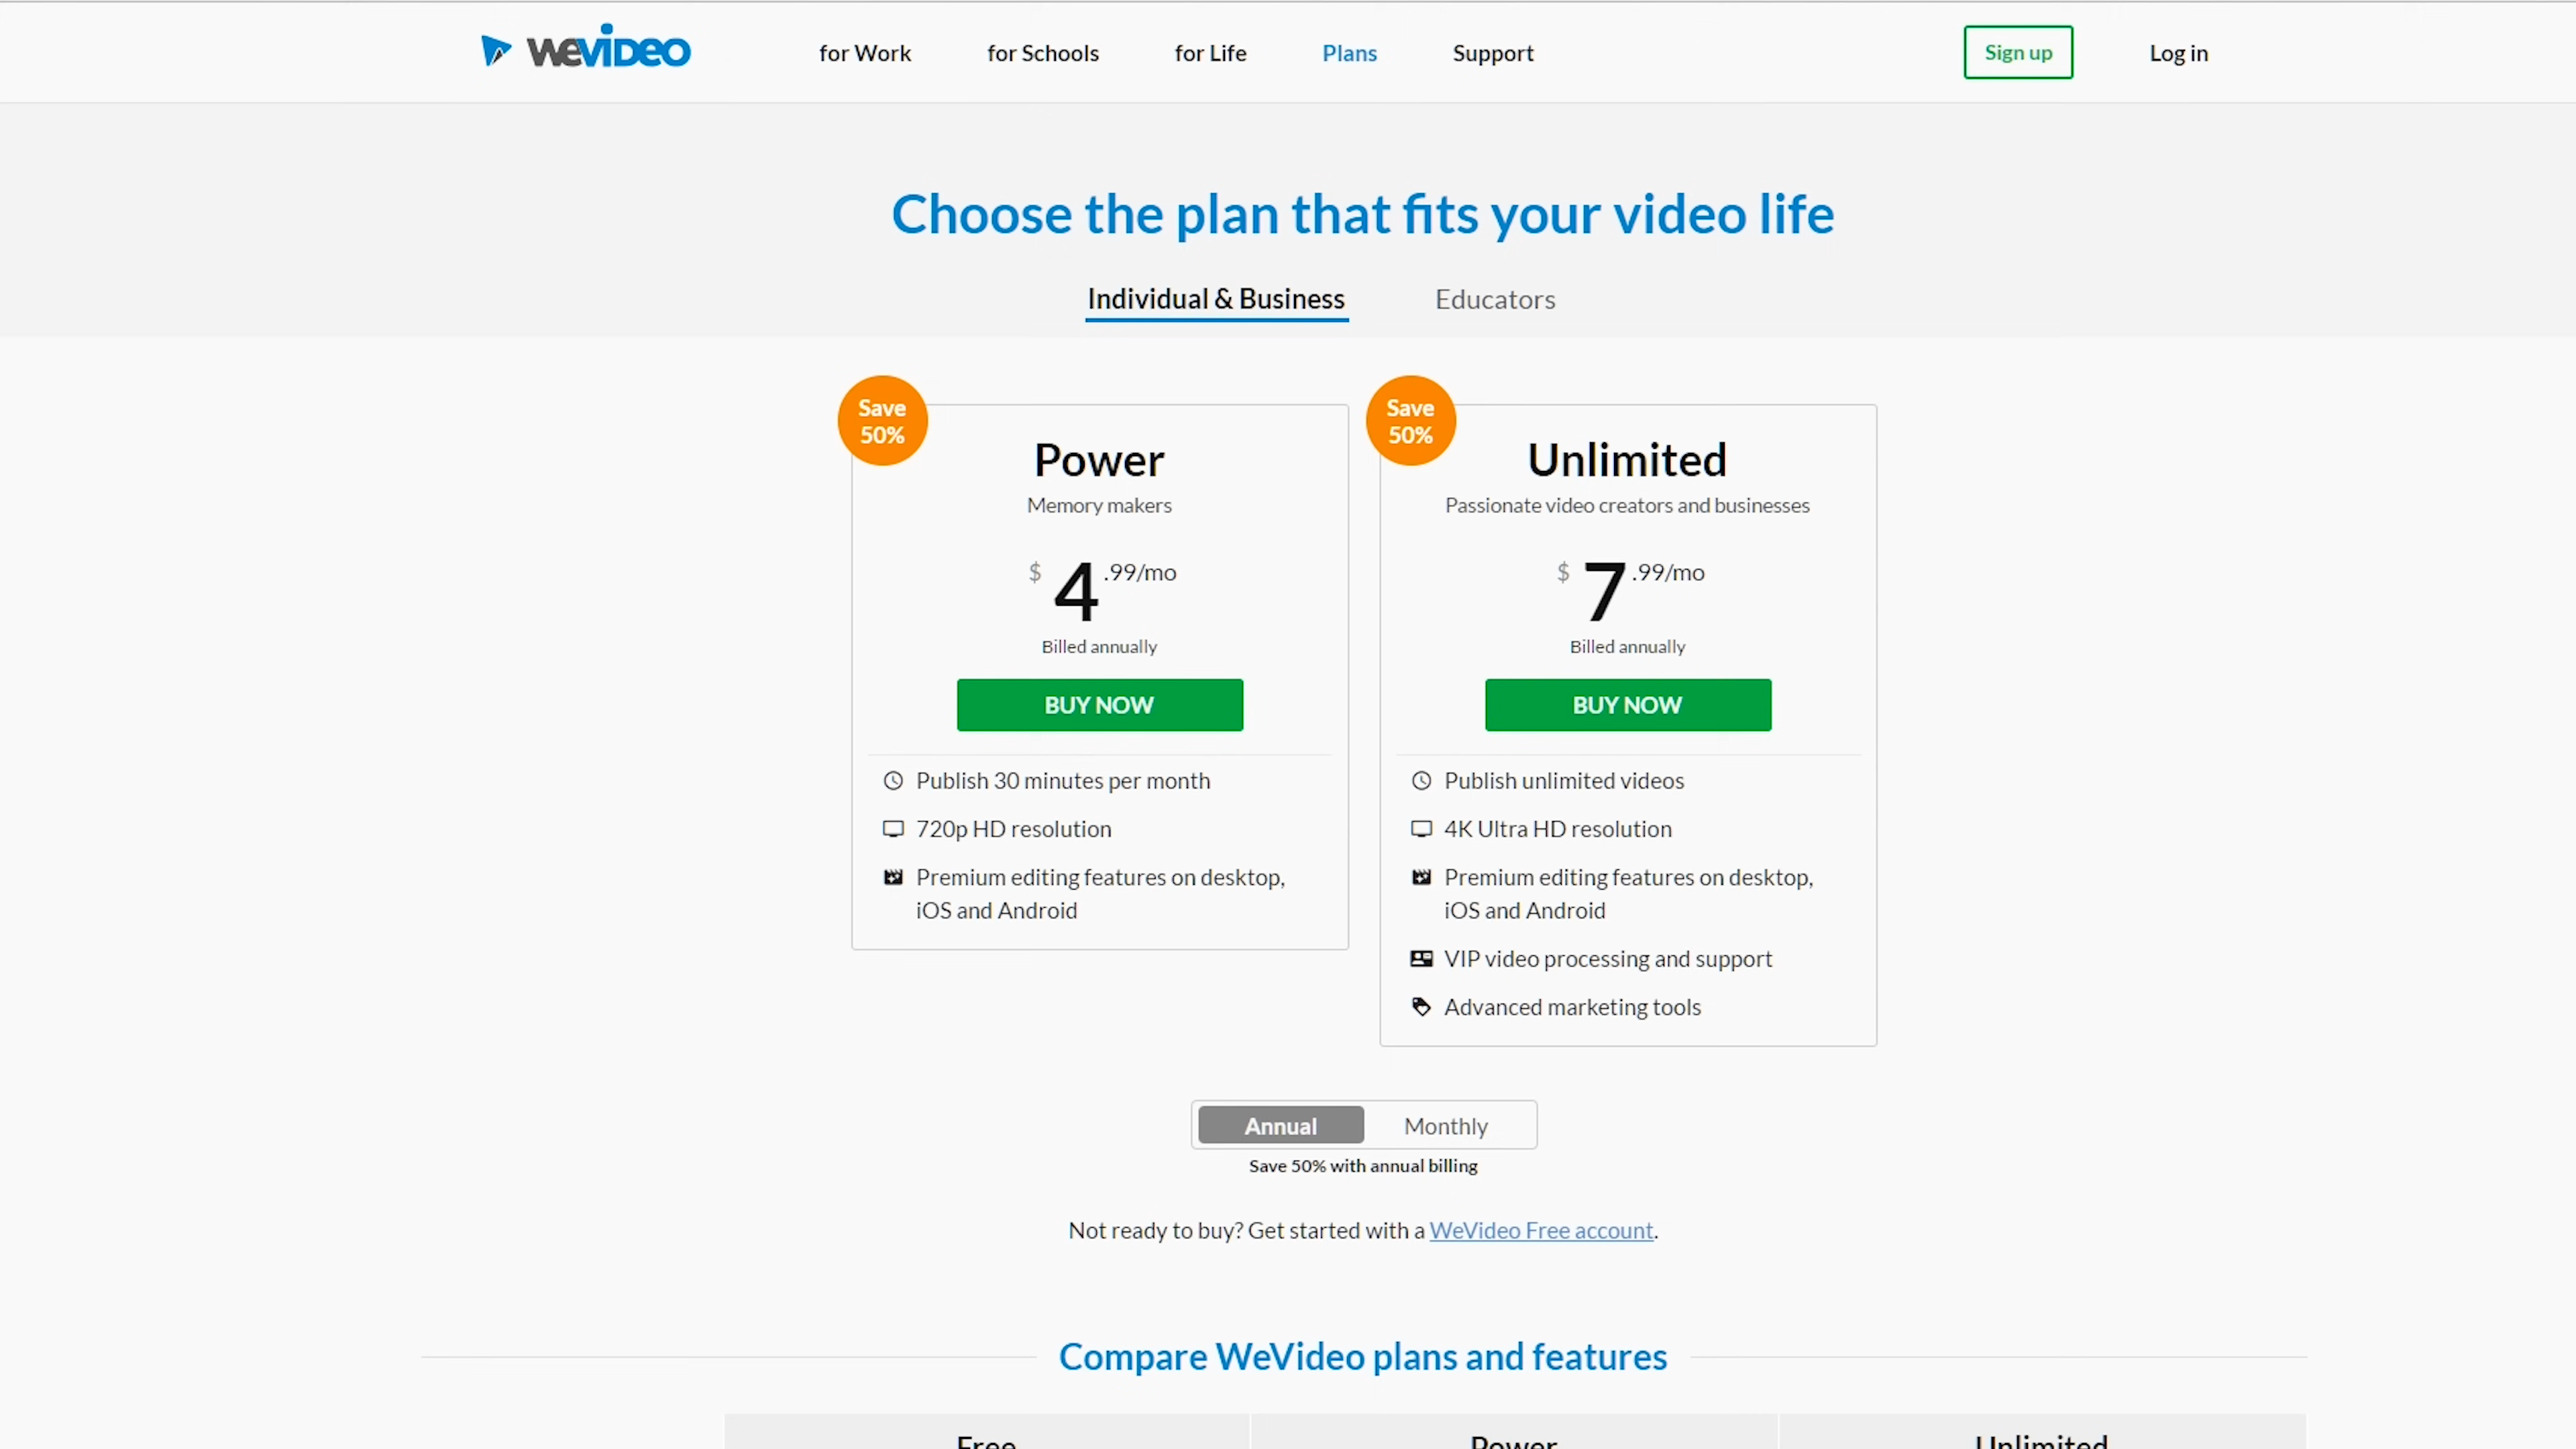 WEVIDEO
for Work
for Schools
for Life
Plans
Support
Sign up
Log in
Choose the plan that fits your video life
Individual & Business
Educators
Save
50%
Power
Memory makers
$ 4 .99/mo
Billed annually
BUY NOW
Publish 30 minutes per month
720p HD resolution
Premium editing features on desktop,
iOS and Android
Save
50%
Unlimited
Passionate video creators and businesses
$ 7 .99/mo
Billed annually
BUY NOW
Publish unlimited videos
4K Ultra HD resolution
Premium editing features on desktop,
iOS and Android
VIP video processing and support
Advanced marketing tools
Annual
Monthly
Save 50% with annual billing
Not ready to buy? Get started with a WeVideo Free account.
Compare WeVideo plans and features
Free
Power
Unlimited